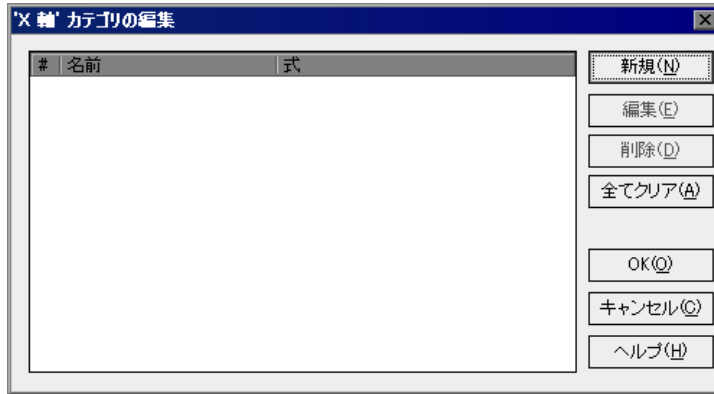 'X 軸' カテゴリの編集
# 名前 式
新規(N)
編集(E)
削除(D)
全てクリア(A)
OK(O)
キャンセル(C)
ヘルプ(H)